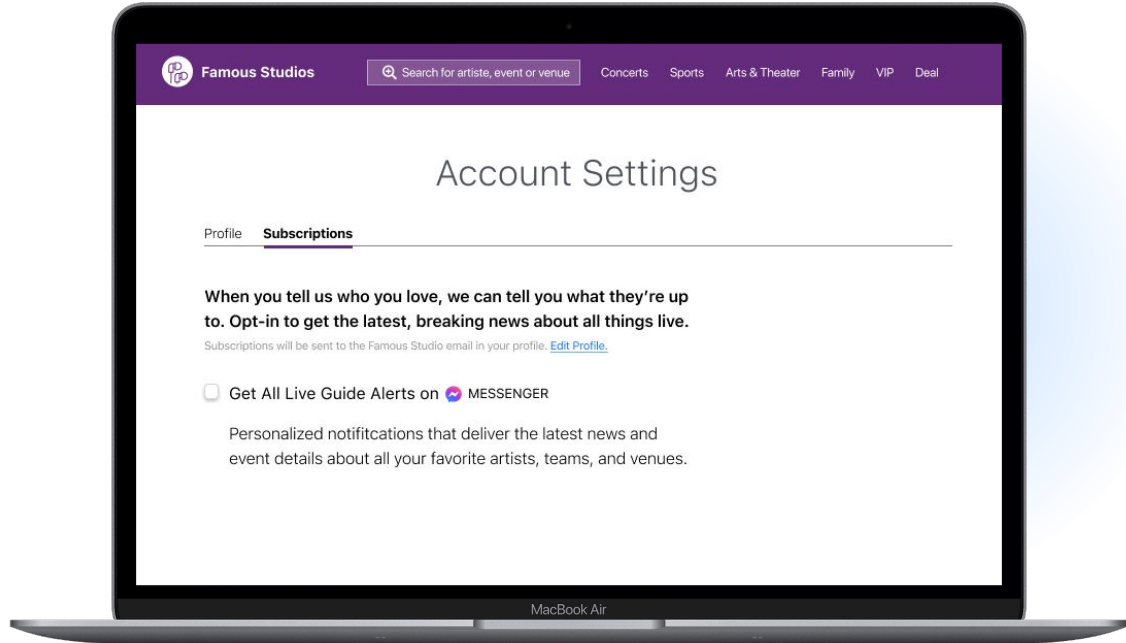 Famous Studios
Search for artiste, event or venue
Concerts Sports Arts & Theater Family VIP Deal
Account Settings
Profile Subscriptions
When you tell us who you love, we can tell you what they’re up
to. Opt-in to get the latest, breaking news about all things live.
Subscriptions will be sent to the Famous Studio email in your profile. Edit Profile.
Get All Live Guide Alerts on MESSENGER
Personalized notifitcations that deliver the latest news and
event details about all your favorite artists, teams, and venues.
MacBook Air